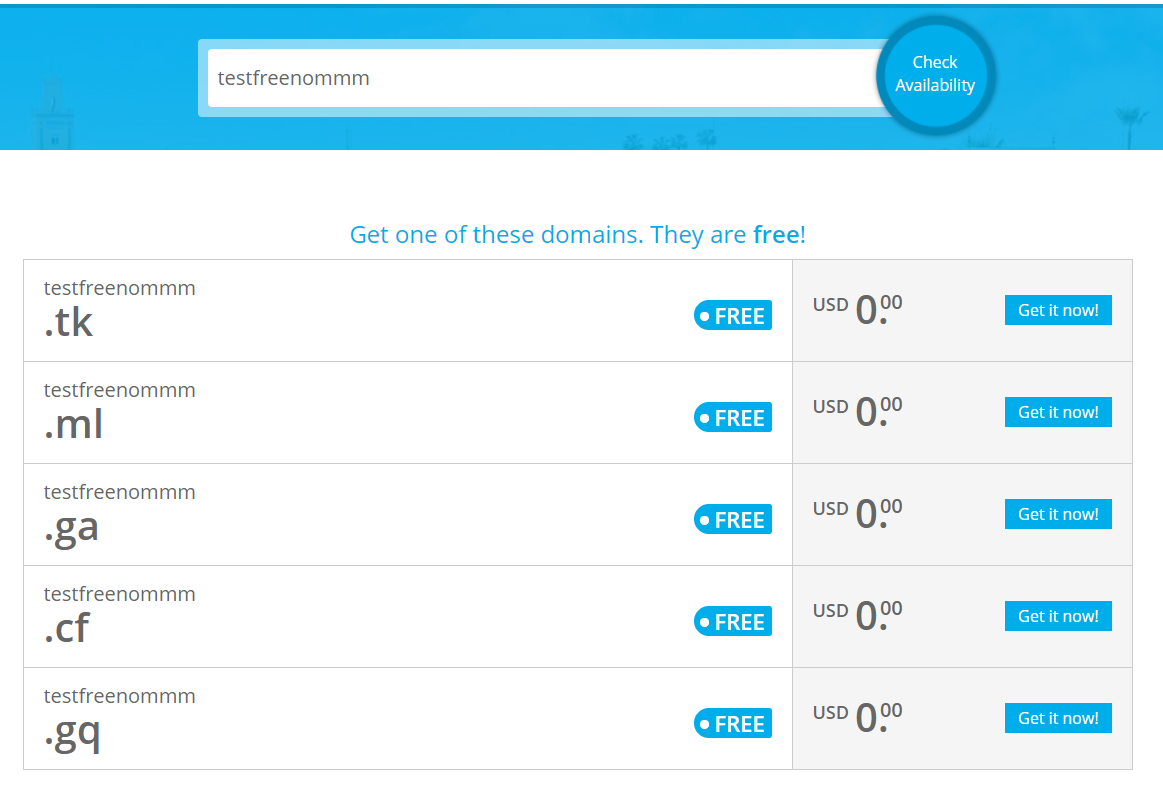 testfreenommm
Check
Availability
Get one of these domains. They are free!
testfreenommm
.tk
FREE
USD 0.00
Get it now!
testfreenommm
.ml
FREE
USD 0.00
Get it now!
testfreenommm
.ga
FREE
USD 0.00
Get it now!
testfreenommm
.cf
FREE
USD 0.00
Get it now!
testfreenommm
.gq
FREE
USD 0.00
Get it now!